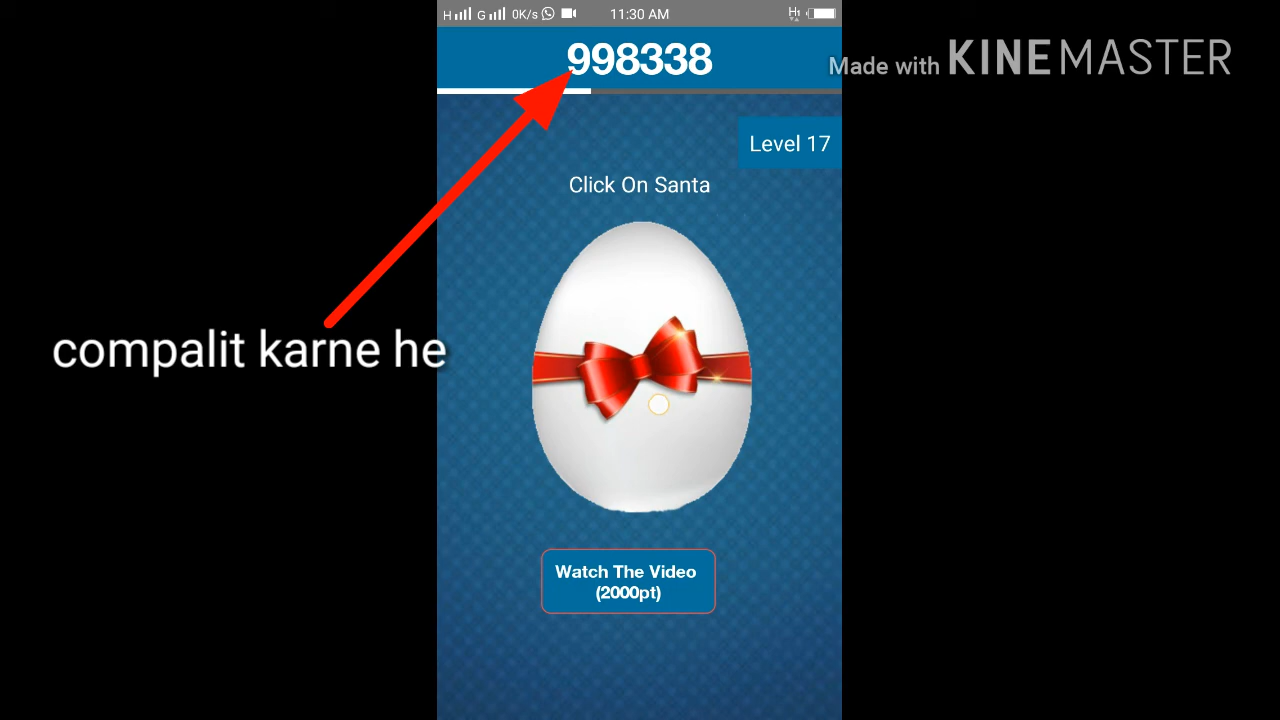 H G 0K/s 11:30 AM H1
998338
Made with KINEMASTER
Level 17
Click On Santa
compalit karne he
Watch The Video
(2000pt)